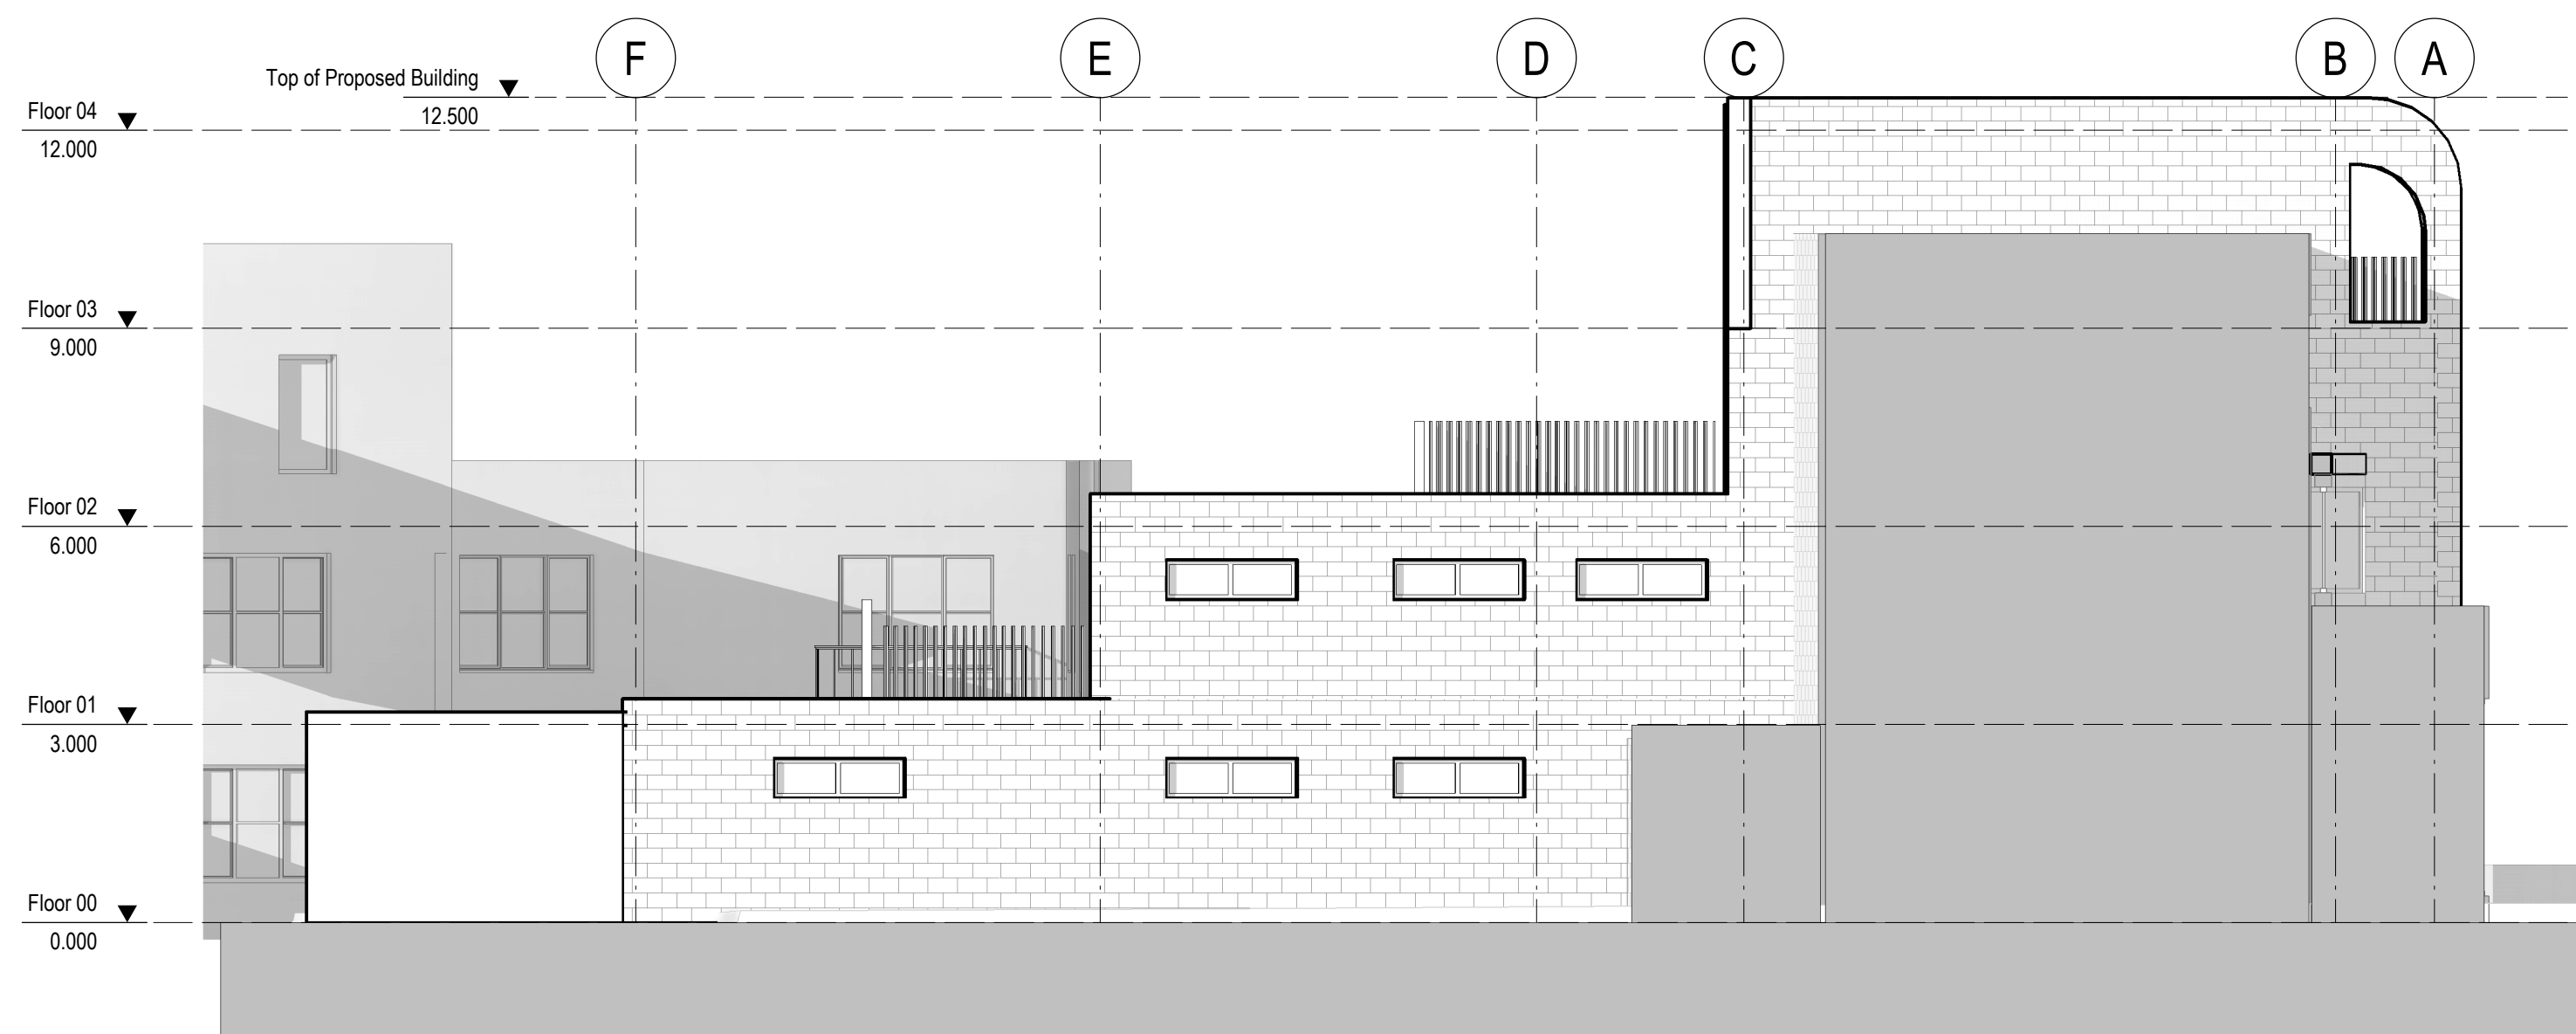 F
E
D
C
B
A
Top of Proposed Building
12.500
Floor 04
12.000
Floor 03
9.000
Floor 02
6.000
Floor 01
3.000
Floor 00
0.000